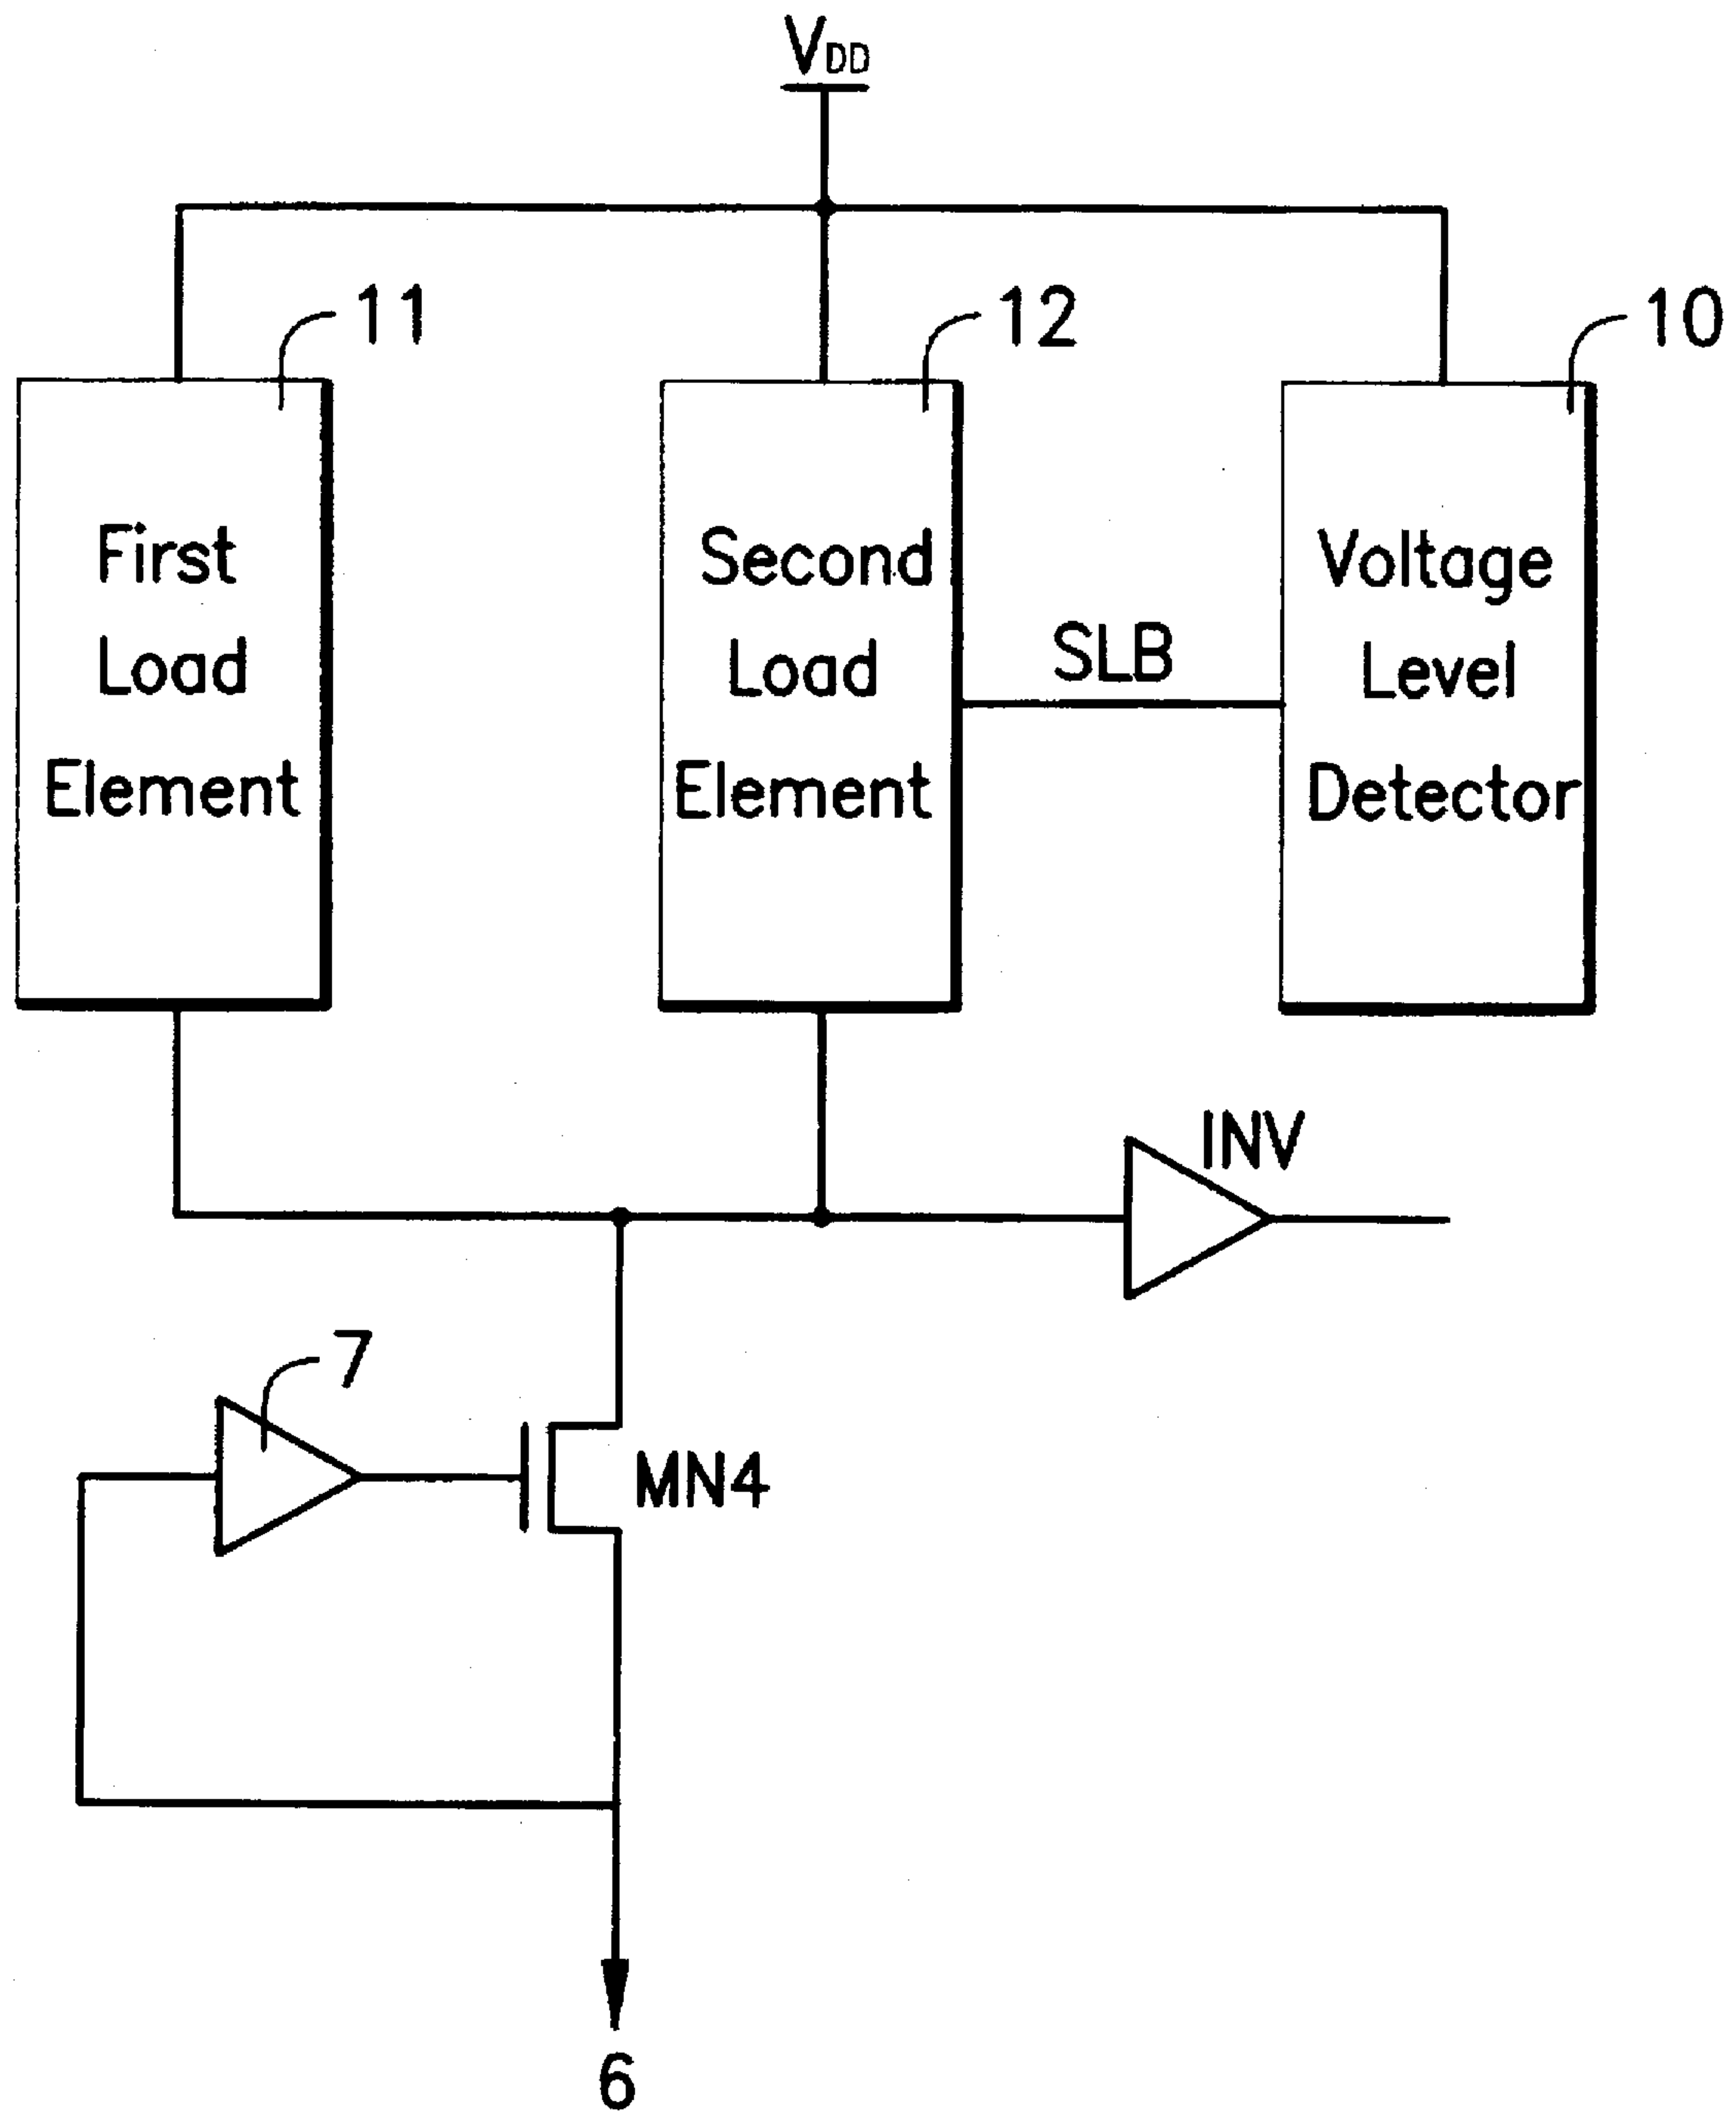 VDD
11
12
10
First
Load
Element
Second
Load
Element
SLB
Voltage
Level
Detector
INV
7
MN4
6